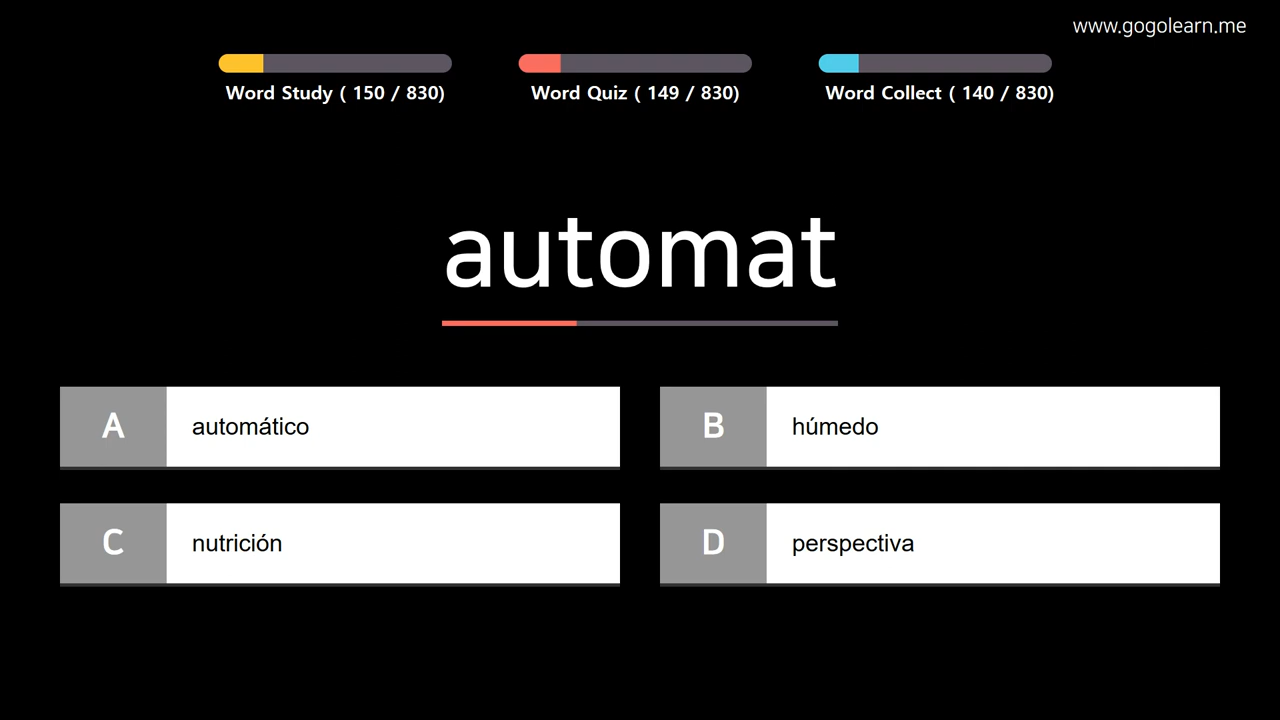 www.gogolearn.me
Word Study ( 150 / 830)
Word Quiz ( 149 / 830)
Word Collect ( 140 / 830)
automat
A automático
B húmedo
C nutrición
D perspectiva